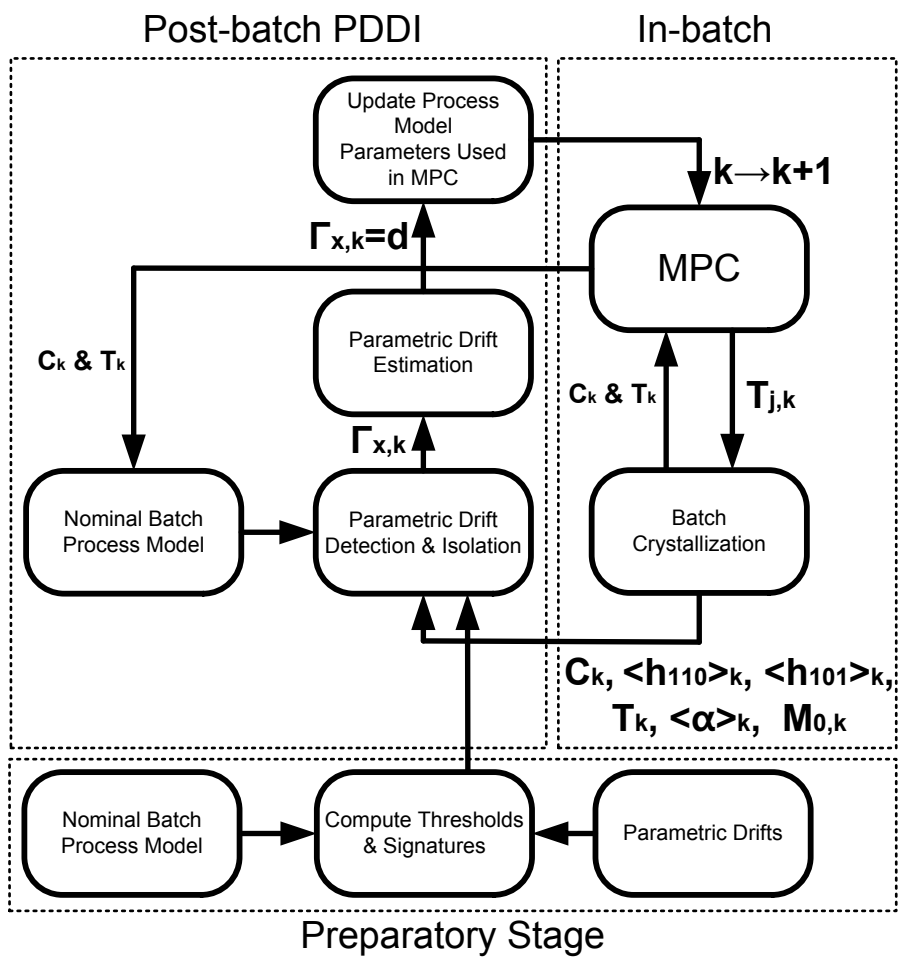 Post-batch PDDI
In-batch
Update Process
Model
Parameters Used
in MPC
k→k+1
Γx,k=d
MPC
Parametric Drift
Estimation
Ck & Tk
Ck & Tk
Tj,k
Γx,k
Nominal Batch
Process Model
Parametric Drift
Detection & Isolation
Batch
Crystallization
Ck, <h110>k, <h101>k,
Tk, <α>k, M0,k
Nominal Batch
Process Model
Compute Thresholds
& Signatures
Parametric Drifts
Preparatory Stage